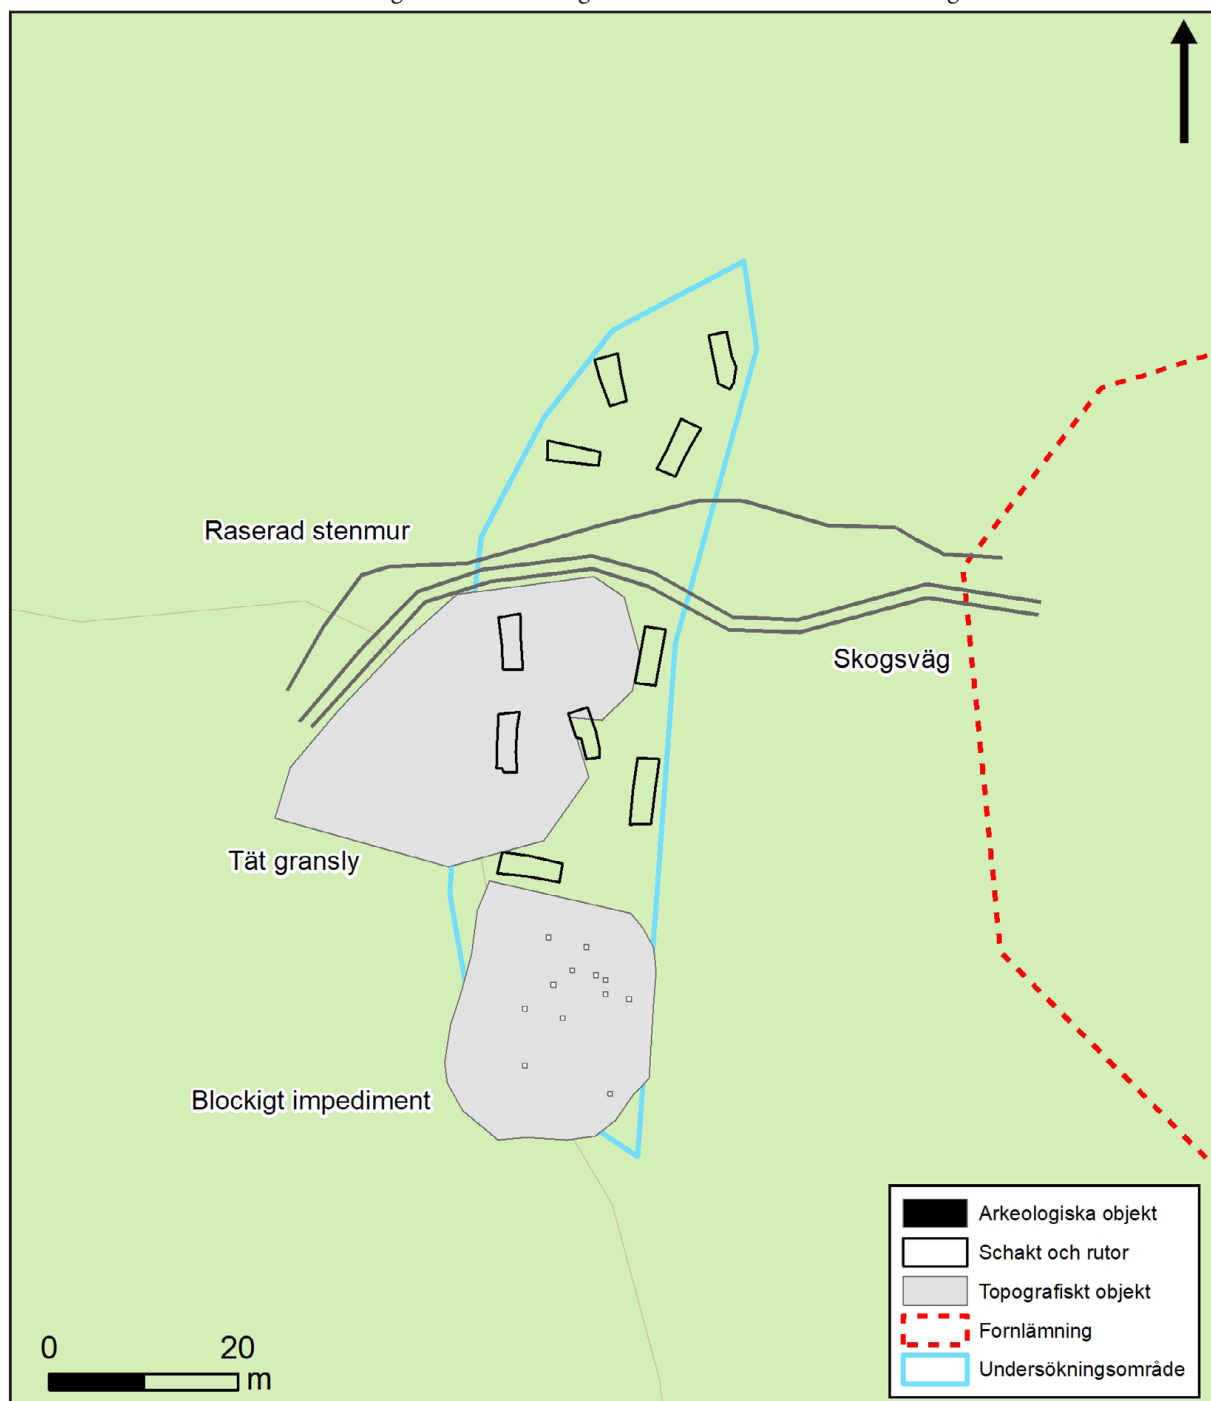 Raserad stenmur
Skogsväg
Tät gransly
Blockigt impediment
Arkeologiska objekt
Schakt och rutor
Topografiskt objekt
Fornlämning
Undersökningsområde
0 20
m